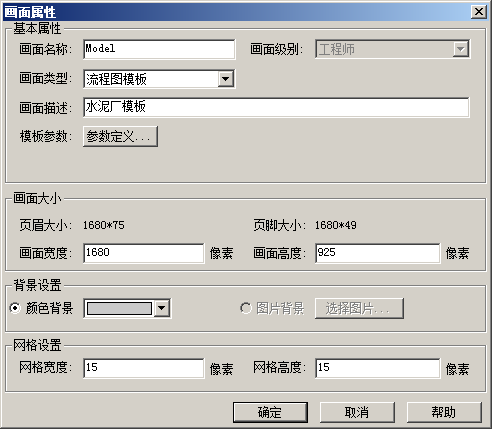 画面属性
基本属性
画面名称: Model 画面级别: 工程师
画面类型: 流程图模板
画面描述: 水泥厂模板
模板参数: 参数定义...
画面大小
页眉大小: 1680*75 页脚大小: 1680*49
画面宽度: 1680 像素 画面高度: 925 像素
背景设置
颜色背景 图片背景 选择图片...
网格设置
网格宽度: 15 像素 网格高度: 15 像素
确定 取消 帮助